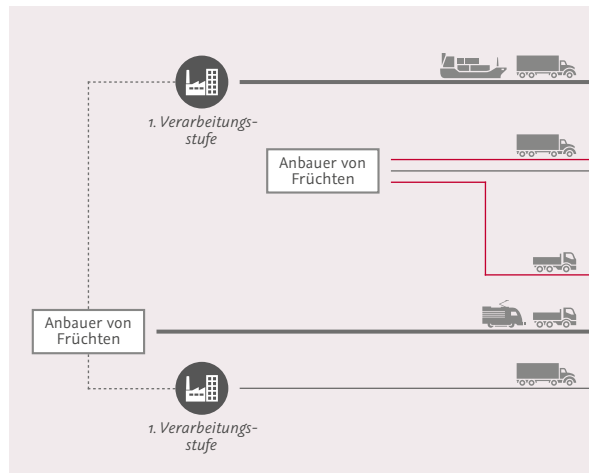 1. Verarbeitungs-
stufe
Anbauer von
Früchten
Anbauer von
Früchten
1. Verarbeitungs-
stufe